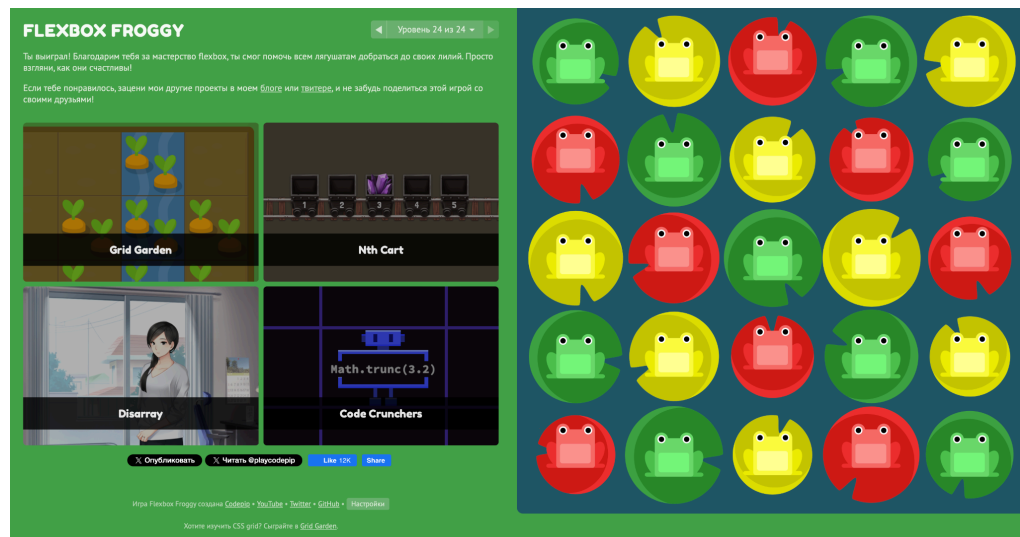 FLEXBOX FROGGY
Уровень 24 из 24
Ты выиграл! Благодарим тебя за мастерство flexbox, ты смог помочь всем лягушатам добраться до своих лилий. Просто
взгляни, как они счастливы!
Если тебе понравилось, зацени мои другие проекты в моем блоге или твитере, и не забудь поделиться этой игрой со
своими друзьями!
Grid Garden
1 2 3 4 5
Nth Cart
Disarray
Math.trunc(3.2)
Code Crunchers
X Опубликовать X Читать @playcodepip Like 12K Share
Игра Flexbox Froggy создана Codepip • YouTube • Twitter • GitHub • Настройки
Хотите изучить CSS grid? Сыграйте в Grid Garden.